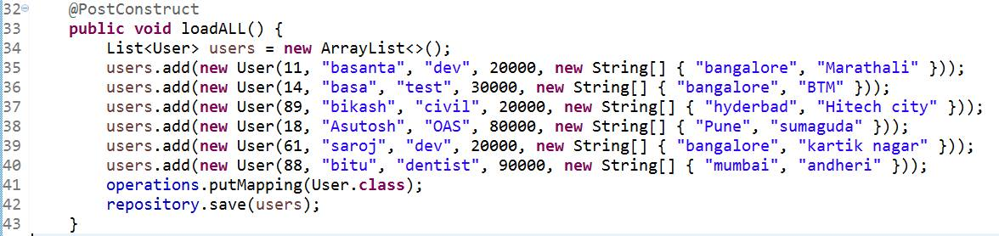 32 @PostConstruct
33 public void loadALL() {
34 List<User> users = new ArrayList<>();
35 users.add(new User(11, "basanta", "dev", 20000, new String[] { "bangalore", "Marathali" }));
36 users.add(new User(14, "basa", "test", 30000, new String[] { "bangalore", "BTM" }));
37 users.add(new User(89, "bikash", "civil", 20000, new String[] { "hyderbad", "Hitech city" }));
38 users.add(new User(18, "Asutosh", "OAS", 80000, new String[] { "Pune", "sumaguda" }));
39 users.add(new User(61, "saroj", "dev", 20000, new String[] { "bangalore", "kartik nagar" }));
40 users.add(new User(88, "bitu", "dentist", 90000, new String[] { "mumbai", "andheri" }));
41 operations.putMapping(User.class);
42 repository.save(users);
43 }